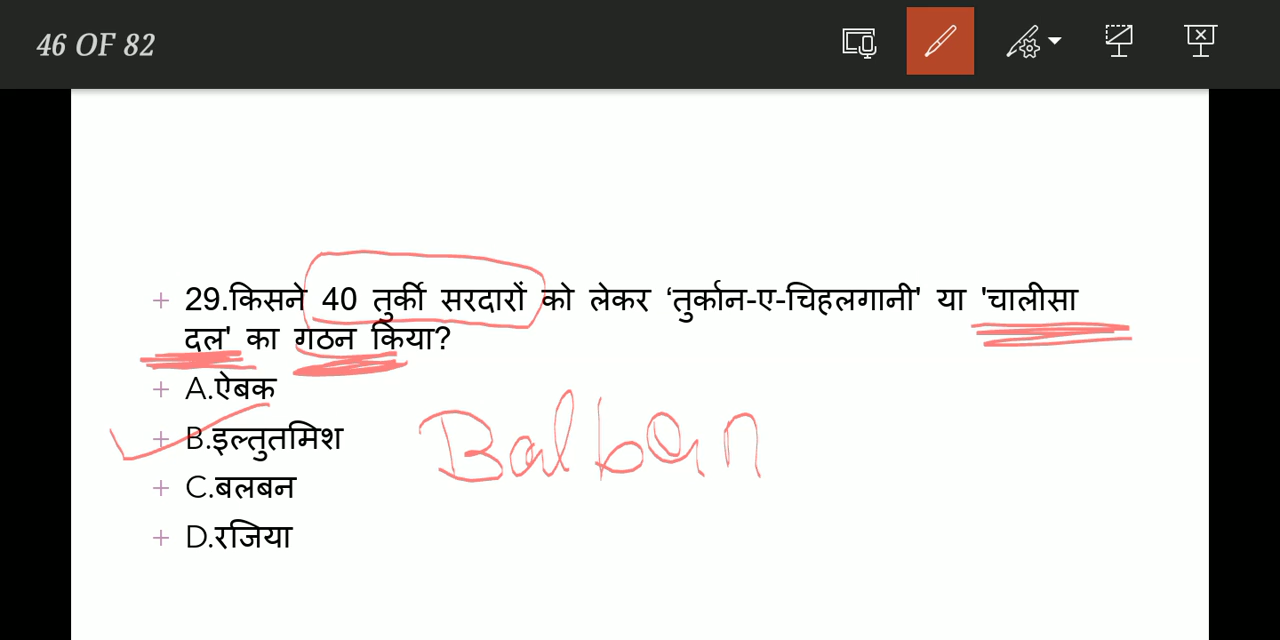 46 OF 82
+ 29.किसने 40 तुर्की सरदारों को लेकर ‘तुर्कान-ए-चिहलगानी' या 'चालीसा
दल' का गठन किया?
+ A.ऐबक
+ B.इल्तुतमिश
Balban
+ C.बलबन
+ D.रजिया